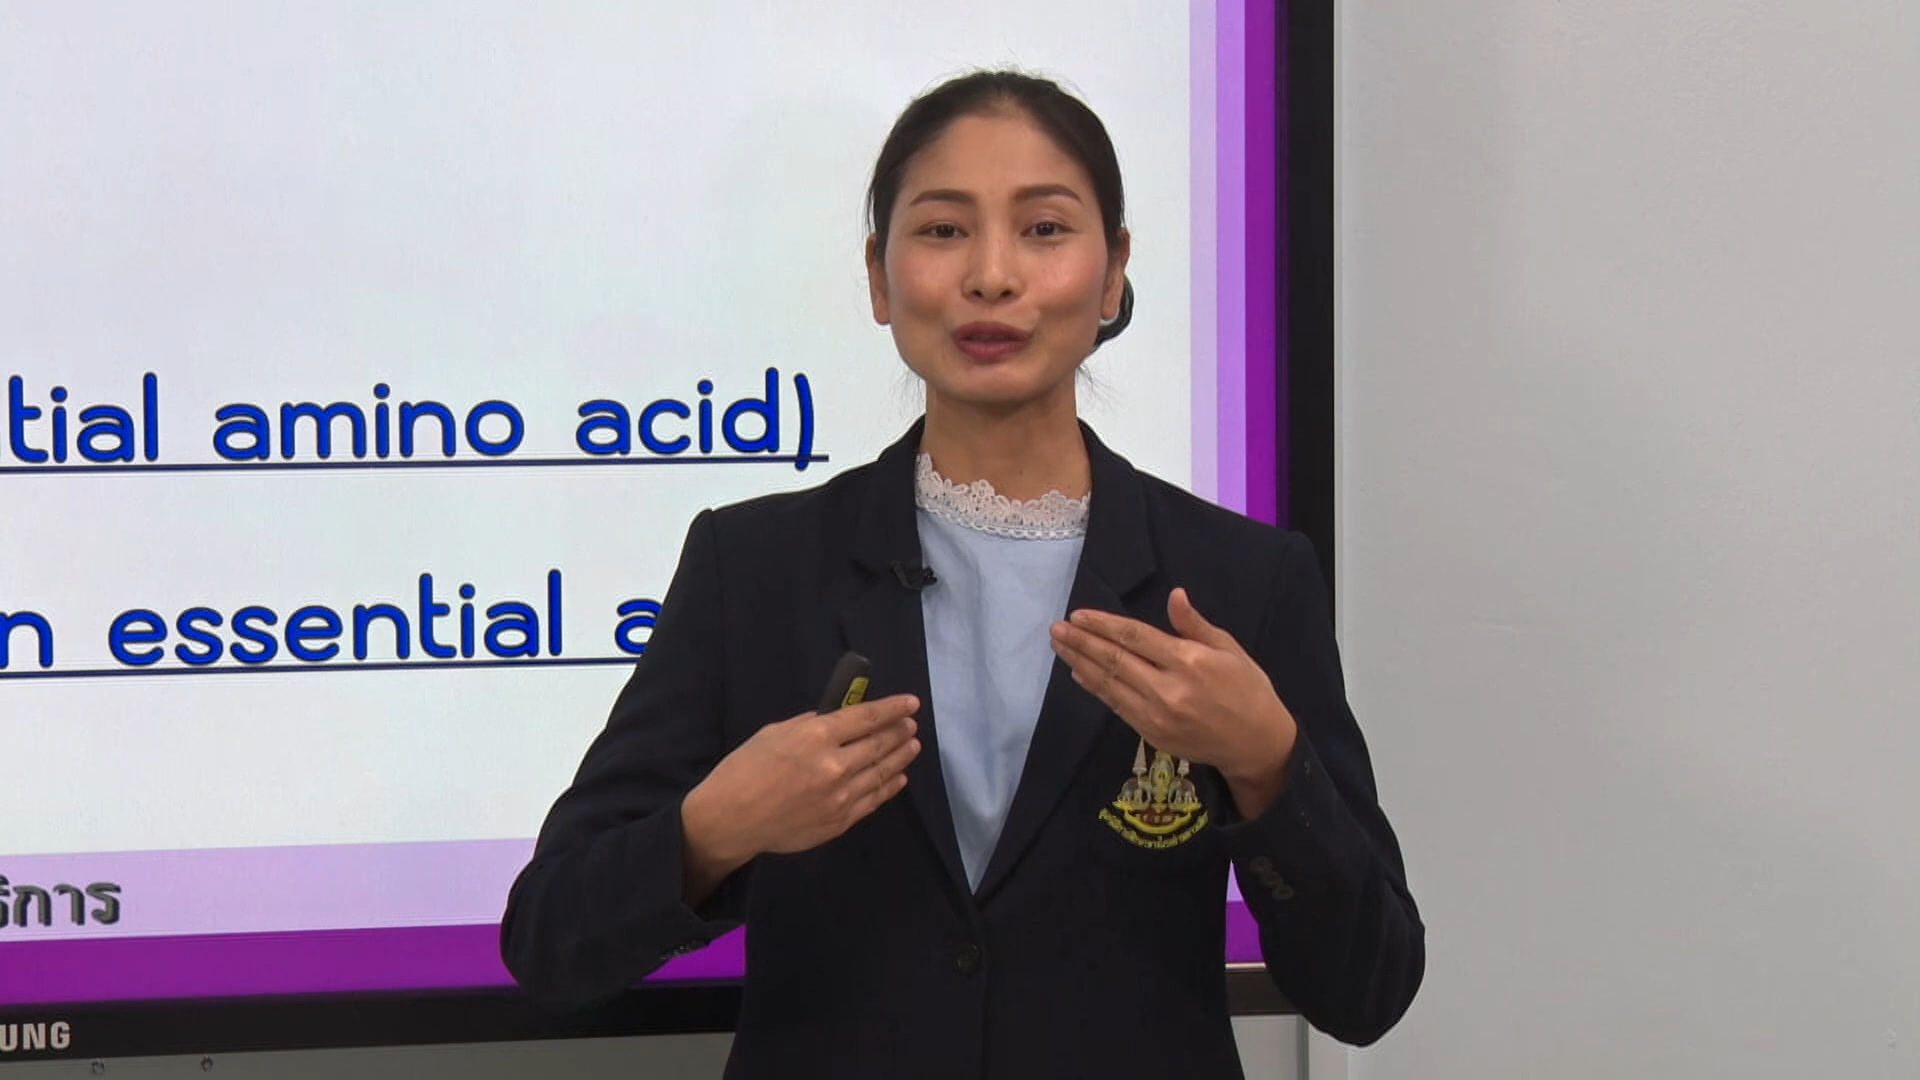 tial amino acid)
n essential a
ริการ
UNG